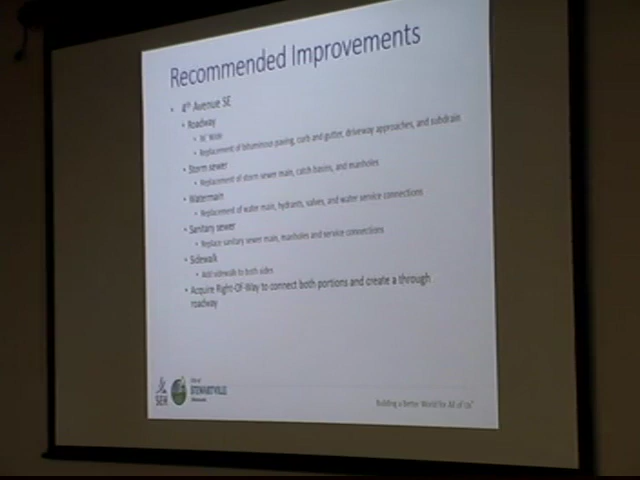 Recommended Improvements
• 4th Avenue SE
• Roadway
• 36' Wide
• Replacement of bituminous paving, curb and gutter, driveway approaches, and subdrain
• Storm sewer
• Replacement of storm sewer main, catch basins, and manholes
• Watermain
• Replacement of water main, hydrants, valves, and water service connections
• Sanitary sewer
• Replace sanitary sewer main, manholes and service connections
• Sidewalk
• Add sidewalk to both sides
• Acquire Right-Of-Way to connect both portions and create a through
roadway
SEH
City of
STEWARTVILLE
Minnesota
Building a Better World for All of Us®